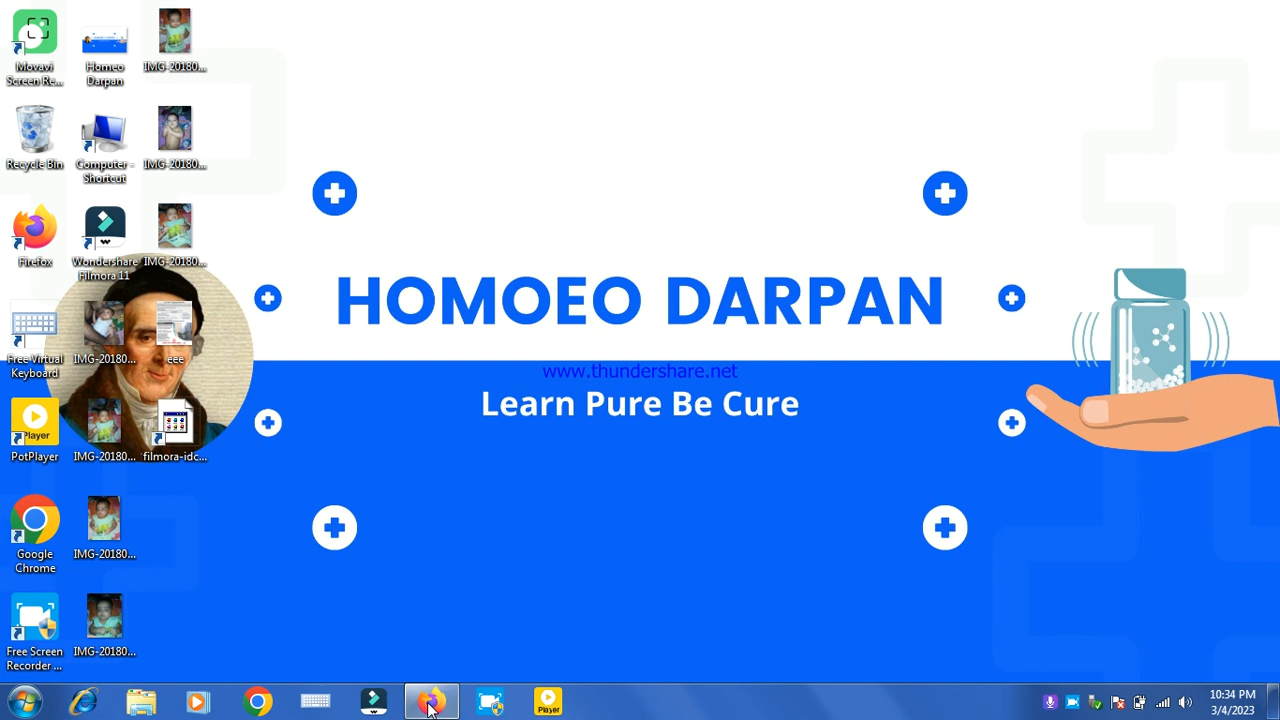 Movavi
Screen Re...
Homeo
Darpan
IMG-20180...
Recycle Bin
Computer -
Shortcut
IMG-20180...
Firefox
Wondershare
Filmora 11
IMG-20180...
Free Virtual
Keyboard
IMG-20180...
eee
Player
PotPlayer
IMG-20180...
filmora-idc...
Google
Chrome
IMG-20180...
Free Screen
Recorder ...
IMG-20180...
HOMOEO DARPAN
www.thundershare.net
Learn Pure Be Cure
Player
10:34 PM
3/4/2023